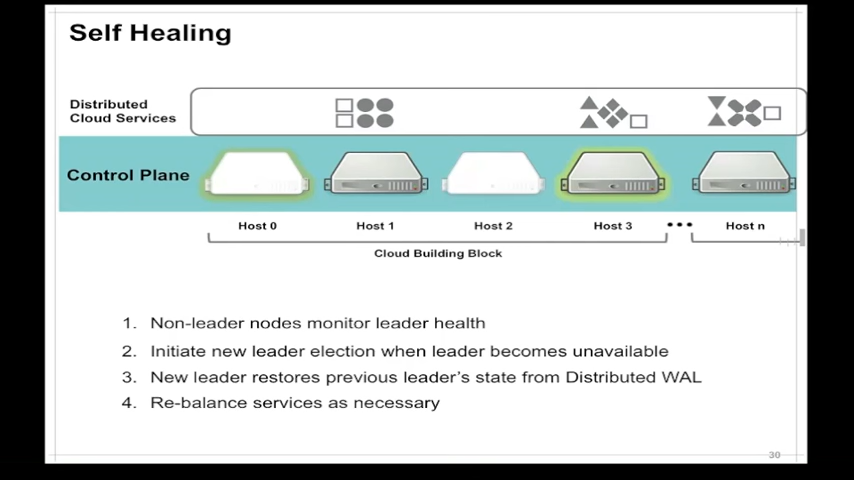 Self Healing
Distributed
Cloud Services
Control Plane
Host 0
Host 1
Host 2
Host 3
•••
Host n
Cloud Building Block
1. Non-leader nodes monitor leader health
2. Initiate new leader election when leader becomes unavailable
3. New leader restores previous leader's state from Distributed WAL
4. Re-balance services as necessary
30